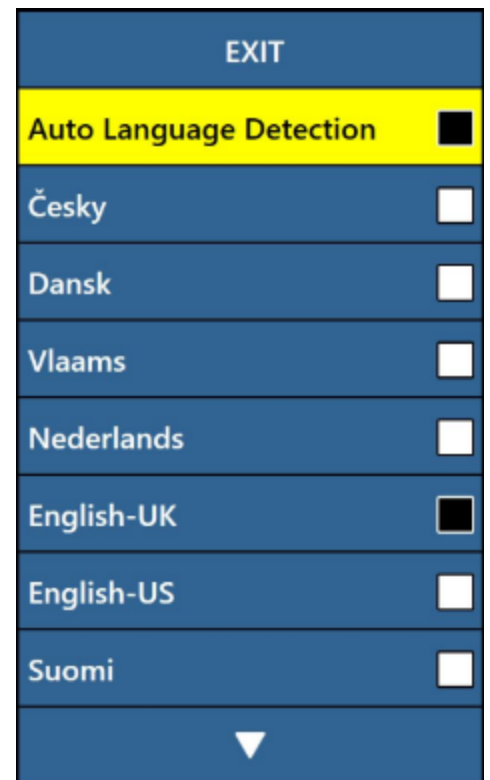 EXIT
Auto Language Detection
Česky
Dansk
Vlaams
Nederlands
English-UK
English-US
Suomi